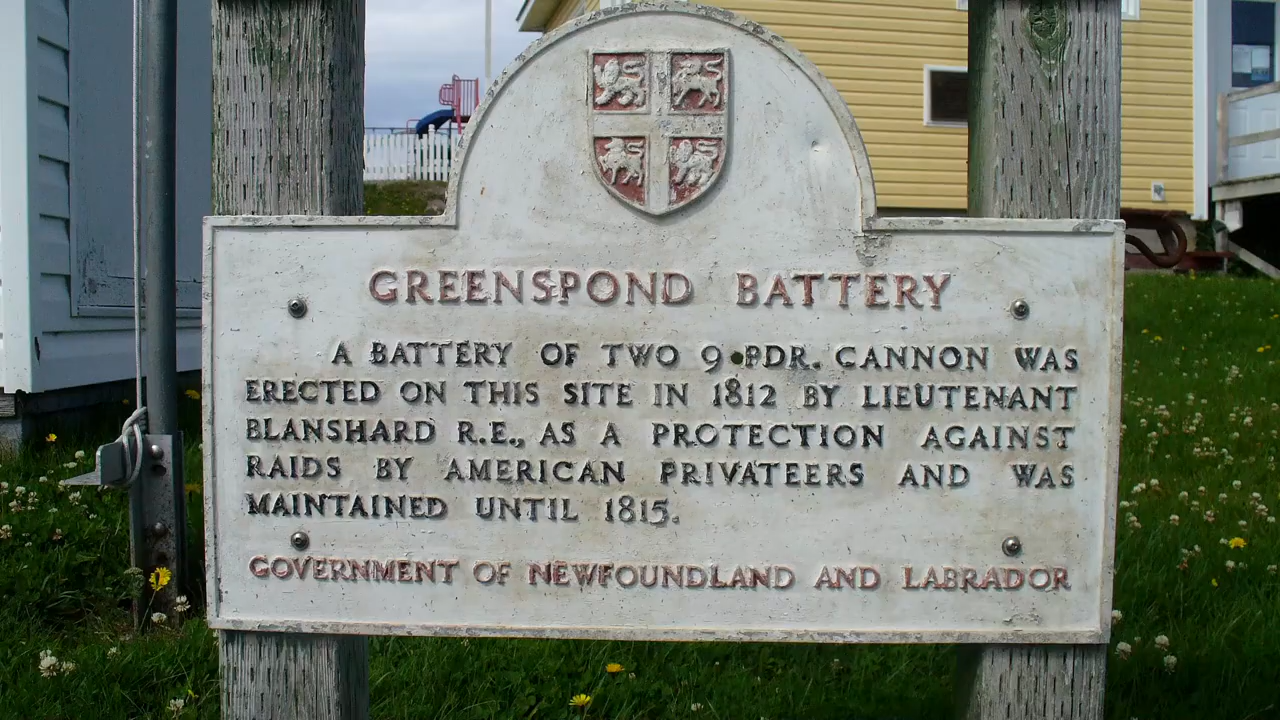 GREENSPOND BATTERY
A BATTERY OF TWO 9 PDR. CANNON WAS
ERECTED ON THIS SITE IN 1812 BY LIEUTENANT
BLANSHARD R.E., AS A PROTECTION AGAINST
RAIDS BY AMERICAN PRIVATEERS AND WAS
MAINTAINED UNTIL 1815.
GOVERNMENT OF NEWFOUNDLAND AND LABRADOR